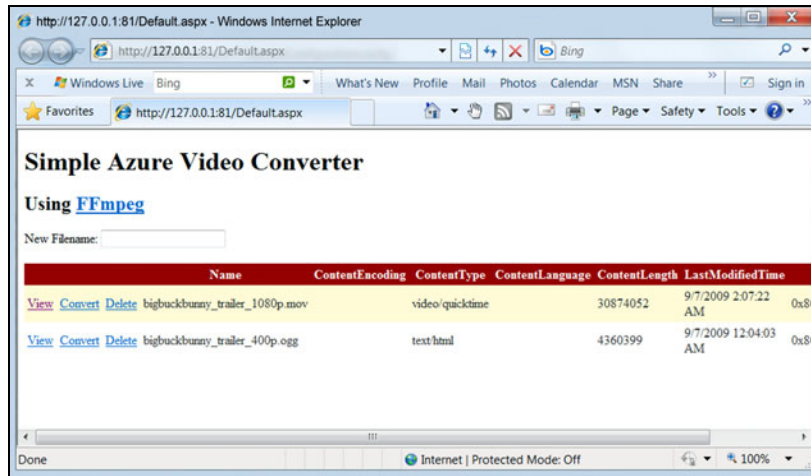 http://127.0.0.1:81/Default.aspx - Windows Internet Explorer
http://127.0.0.1:81/Default.aspx
Bing
x Windows Live Bing What's New Profile Mail Photos Calendar MSN Share » Sign in
Favorites http://127.0.0.1:81/Default.aspx Page Safety Tools »
Simple Azure Video Converter
Using FFmpeg
New Filename:
Name ContentEncoding ContentType ContentLanguage ContentLength LastModifiedTime
View Convert Delete bigbuckbunny_trailer_1080p.mov video/quicktime 30874052 9/7/2009 2:07:22 AM 0x8
View Convert Delete bigbuckbunny_trailer_400p.ogg text/html 4360399 9/7/2009 12:04:03 AM 0x8
Done Internet | Protected Mode: Off 100%